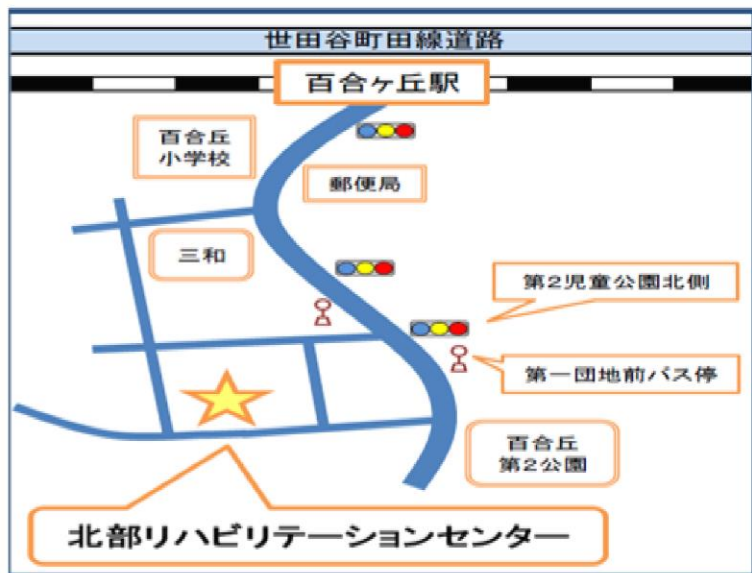 世田谷町田線道路
百合ヶ丘駅
百合丘
小学校
郵便局
三和
第2児童公園北側
第一団地前バス停
百合丘
第2公園
北部リハビリテーションセンター